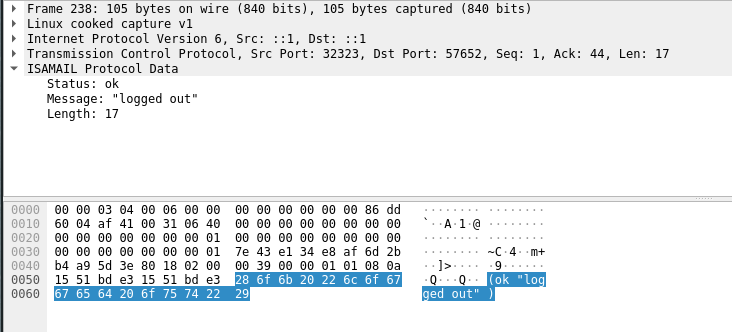 Frame 238: 105 bytes on wire (840 bits), 105 bytes captured (840 bits)
Linux cooked capture v1
Internet Protocol Version 6, Src: ::1, Dst: ::1
Transmission Control Protocol, Src Port: 32323, Dst Port: 57652, Seq: 1, Ack: 44, Len: 17
ISAMAIL Protocol Data
Status: ok
Message: "logged out"
Length: 17
0000 00 00 03 04 00 06 00 00 00 00 00 00 00 00 86 dd ········ ········
0010 60 04 af 41 00 31 06 40 00 00 00 00 00 00 00 00 `··A·1·@ ········
0020 00 00 00 00 00 00 00 01 00 00 00 00 00 00 00 00 ········ ········
0030 00 00 00 00 00 00 00 01 7e 43 e1 34 e8 af 6d 2b ········ ~C·4··m+
0040 b4 a9 5d 3e 80 18 02 00 00 39 00 00 01 01 08 0a ··]>···· ·9······
0050 15 51 bd e3 15 51 bd e3 28 6f 6b 20 22 6c 6f 67 ·Q···Q·· (ok "log
0060 67 65 64 20 6f 75 74 22 29 ged out" )